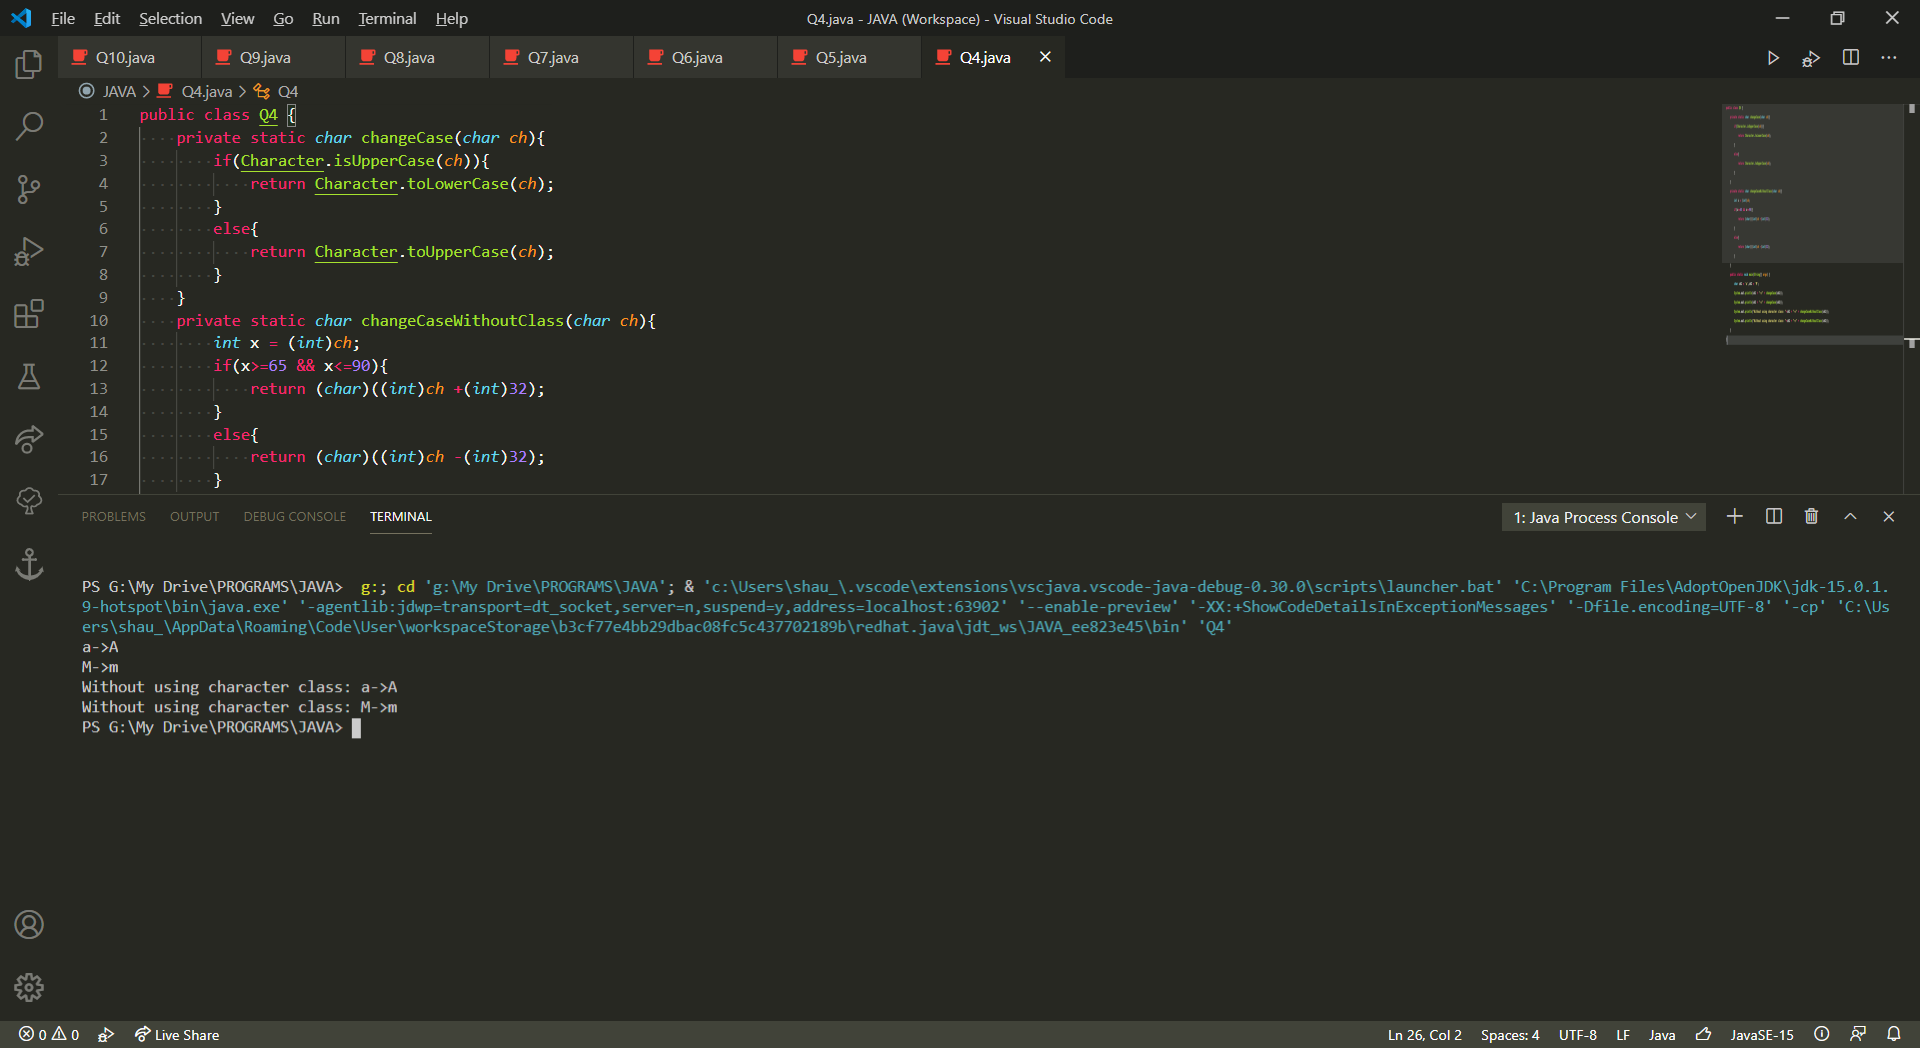 File Edit Selection View Go Run Terminal Help
Q4.java - JAVA (Workspace) - Visual Studio Code
Q10.java Q9.java Q8.java Q7.java Q6.java Q5.java Q4.java
JAVA > Q4.java > Q4
1 public class Q4 {
2 private static char changeCase(char ch){
3 if(Character.isUpperCase(ch)){
4 return Character.toLowerCase(ch);
5 }
6 else{
7 return Character.toUpperCase(ch);
8 }
9 }
10 private static char changeCaseWithoutClass(char ch){
11 int x = (int)ch;
12 if(x>=65 && x<=90){
13 return (char)((int)ch +(int)32);
14 }
15 else{
16 return (char)((int)ch -(int)32);
17 }
PROBLEMS OUTPUT DEBUG CONSOLE TERMINAL
1: Java Process Console
PS G:\My Drive\PROGRAMS\JAVA>  g:; cd 'g:\My Drive\PROGRAMS\JAVA'; & 'c:\Users\shau_\.vscode\extensions\vscjava.vscode-java-debug-0.30.0\scripts\launcher.bat' 'C:\Program Files\AdoptOpenJDK\jdk-15.0.1.
9-hotspot\bin\java.exe' '-agentlib:jdwp=transport=dt_socket,server=n,suspend=y,address=localhost:63902' '--enable-preview' '-XX:+ShowCodeDetailsInExceptionMessages' '-Dfile.encoding=UTF-8' '-cp' 'C:\Us
ers\shau_\AppData\Roaming\Code\User\workspaceStorage\b3cf77e4bb29dbac08fc5c437702189b\redhat.java\jdt_ws\JAVA_ee823e45\bin' 'Q4'
a->A
M->m
Without using character class: a->A
Without using character class: M->m
PS G:\My Drive\PROGRAMS\JAVA>
0 0 Live Share
Ln 26, Col 2 Spaces: 4 UTF-8 LF Java JavaSE-15